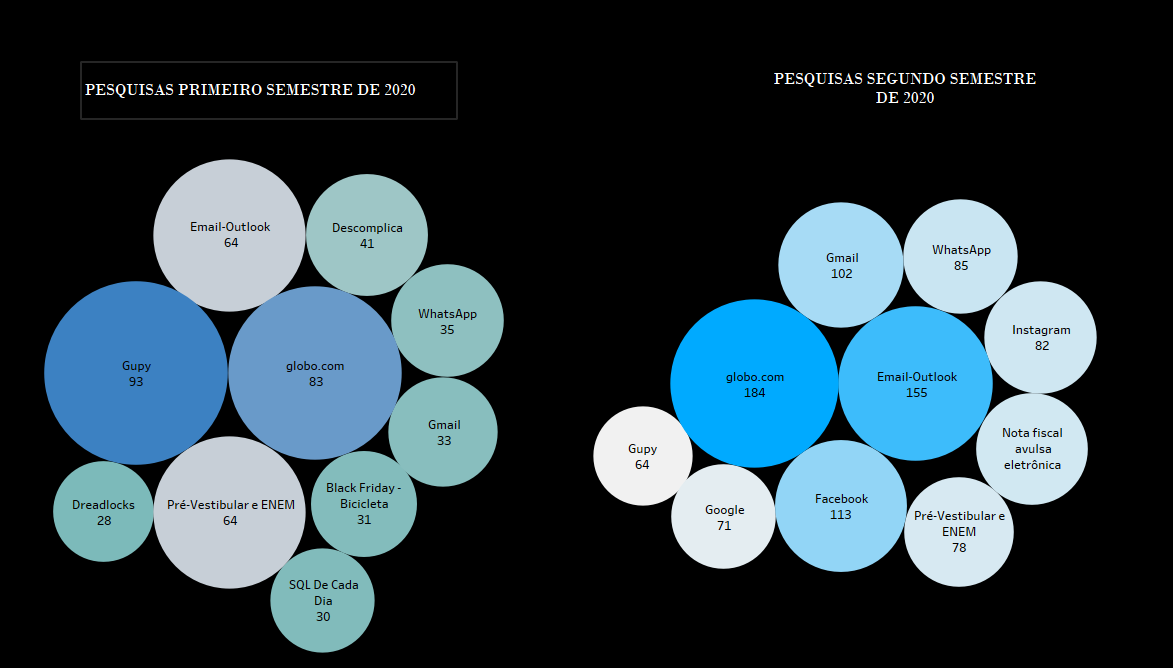 PESQUISAS PRIMEIRO SEMESTRE DE 2020
Email-Outlook
64
Descomplica
41
WhatsApp
35
Gupy
93
globo.com
83
Gmail
33
Dreadlocks
28
Pré-Vestibular e ENEM
64
Black Friday -
Bicicleta
31
SQL De Cada
Dia
30
PESQUISAS SEGUNDO SEMESTRE
DE 2020
Gmail
102
WhatsApp
85
Instagram
82
globo.com
184
Email-Outlook
155
Nota fiscal
avulsa
eletrônica
Gupy
64
Google
71
Facebook
113
Pré-Vestibular e
ENEM
78